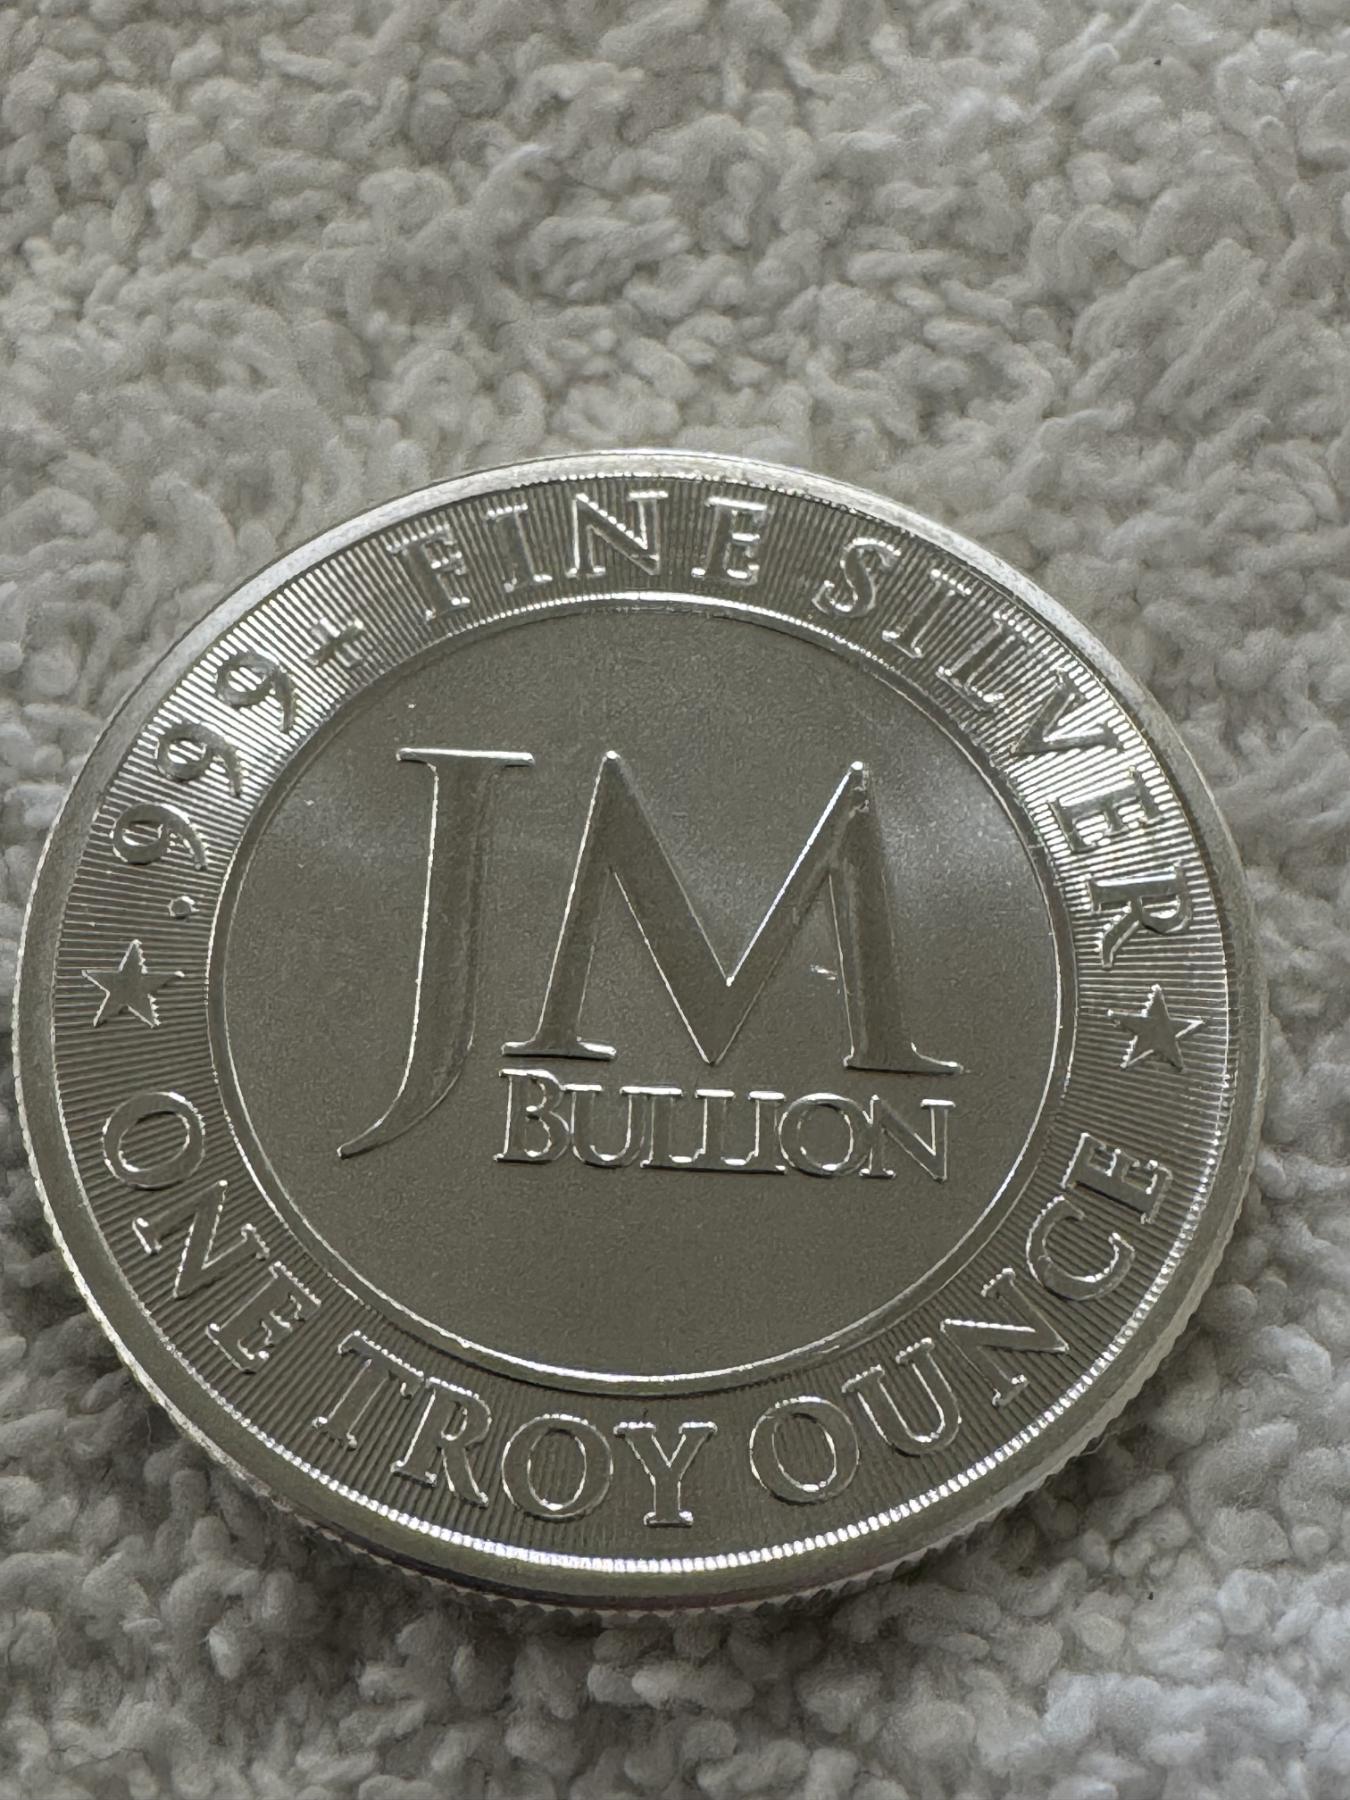 .999+ FINE SILVER
JM
BULLION
ONE TROY OUNCE